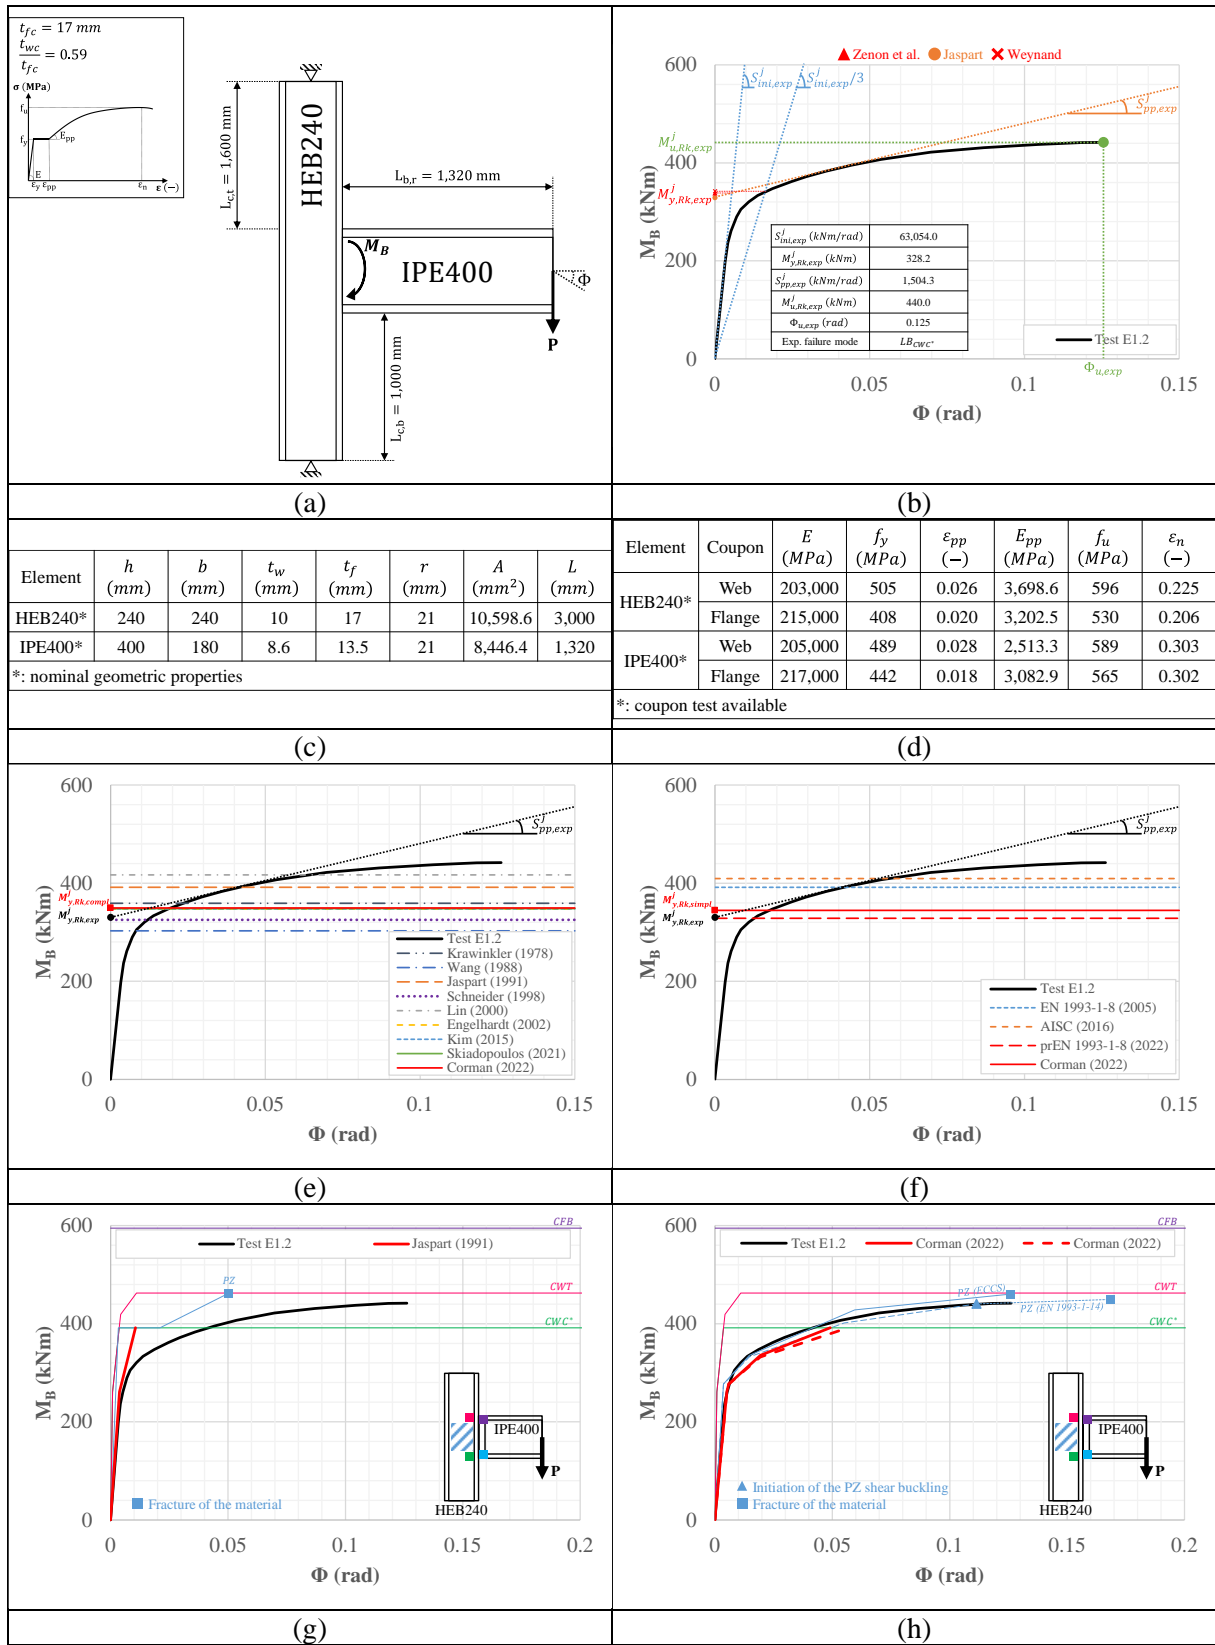 t_fc = 17 mm
t_wc / t_fc = 0.59
σ (MPa)
f_u
f_y
E_pp
E
ε_y ε_pp ε_n ε (−)
L_c,t = 1,600 mm
HEB240
L_b,r = 1,320 mm
M_B
IPE400
Φ
P
L_c,b = 1,000 mm
(a)
Zenon et al. Jaspart Weynand
600
400
200
0
M_B (kNm)
S^j_ini,exp
S^j_ini,exp/3
S^j_pp,exp
M^j_u,Rk,exp
M^j_y,Rk,exp
S^j_ini,exp (kNm/rad) 63,054.0
M^j_y,Rk,exp (kNm) 328.2
S^j_pp,exp (kNm/rad) 1,504.3
M^j_u,Rk,exp (kNm) 440.0
Φ_u,exp (rad) 0.125
Exp. failure mode LB_CWC*
Test E1.2
0 0.05 0.1 0.15
Φ_u,exp
Φ (rad)
(b)
Element h (mm) b (mm) t_w (mm) t_f (mm) r (mm) A (mm²) L (mm)
HEB240* 240 240 10 17 21 10,598.6 3,000
IPE400* 400 180 8.6 13.5 21 8,446.4 1,320
*: nominal geometric properties
(c)
Element Coupon E (MPa) f_y (MPa) ε_pp (−) E_pp (MPa) f_u (MPa) ε_n (−)
HEB240* Web 203,000 505 0.026 3,698.6 596 0.225
Flange 215,000 408 0.020 3,202.5 530 0.206
IPE400* Web 205,000 489 0.028 2,513.3 589 0.303
Flange 217,000 442 0.018 3,082.9 565 0.302
*: coupon test available
(d)
600
400
200
0
M_B (kNm)
S^j_pp,exp
M^j_y,Rk,compl
M^j_y,Rk,exp
Test E1.2
Krawinkler (1978)
Wang (1988)
Jaspart (1991)
Schneider (1998)
Lin (2000)
Engelhardt (2002)
Kim (2015)
Skiadopoulos (2021)
Corman (2022)
0 0.05 0.1 0.15
Φ (rad)
(e)
600
400
200
0
M_B (kNm)
S^j_pp,exp
M^j_y,Rk,simpl
M^j_y,Rk,exp
Test E1.2
EN 1993-1-8 (2005)
AISC (2016)
prEN 1993-1-8 (2022)
Corman (2022)
0 0.05 0.1 0.15
Φ (rad)
(f)
600
400
200
0
M_B (kNm)
CFB
Test E1.2 Jaspart (1991)
PZ
CWT
CWC*
IPE400
P
HEB240
Fracture of the material
0 0.05 0.1 0.15 0.2
Φ (rad)
(g)
600
400
200
0
M_B (kNm)
CFB
Test E1.2 Corman (2022) Corman (2022)
CWT
PZ (ECCS)
PZ (EN 1993-1-14)
CWC*
IPE400
P
Initiation of the PZ shear buckling
Fracture of the material
HEB240
0 0.05 0.1 0.15 0.2
Φ (rad)
(h)